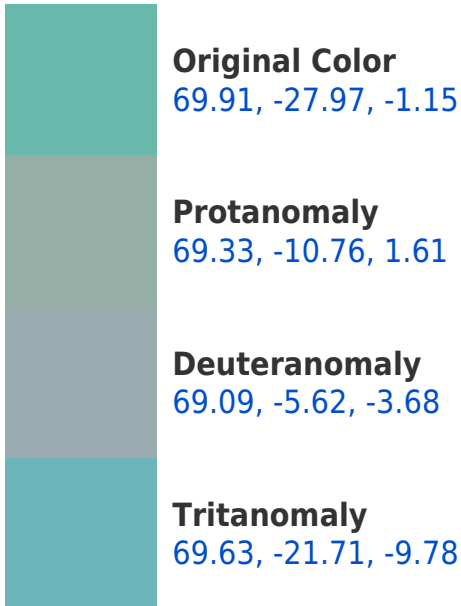 Original Color
69.91, -27.97, -1.15
Protanomaly
69.33, -10.76, 1.61
Deuteranomaly
69.09, -5.62, -3.68
Tritanomaly
69.63, -21.71, -9.78